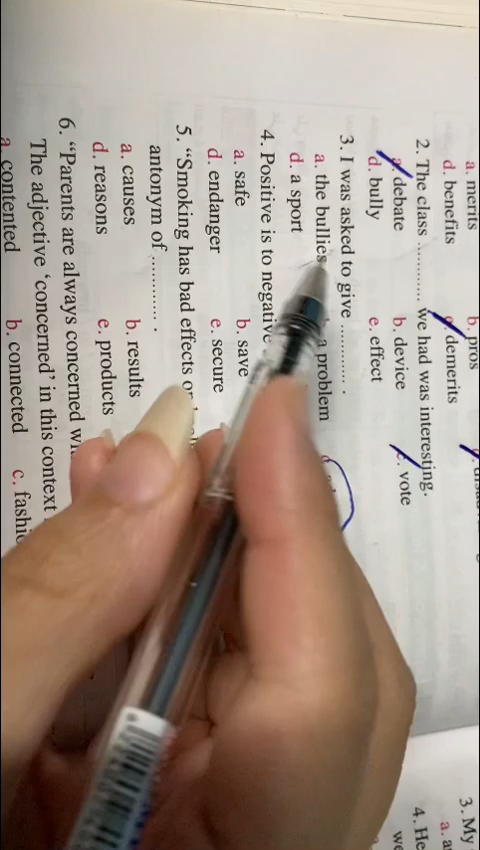 a. merits b. pros
d. benefits e. demerits
2. The class ............ we had was interesting.
a. debate b. device c. vote
d. bully e. effect
3. I was asked to give ............ .
a. the bullies a problem
d. a sport
4. Positive is to negative
a. safe b. save
d. endanger e. secure
5. “Smoking has bad effects
antonym of ............ .
a. causes b. results
d. reasons e. products
6. “Parents are always concerned
The adjective ‘concerned’ in this context
a. contented b. connected c.
3. My
a.
4. He
we